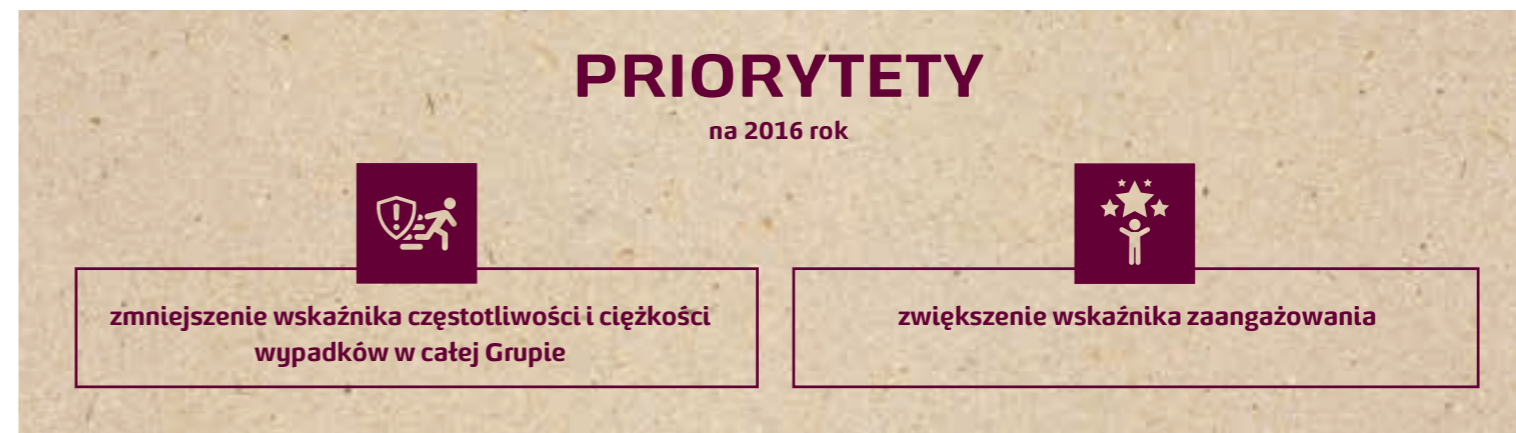 PRIORYTETY
na 2016 rok
zmniejszenie wskaźnika częstotliwości i ciężkości
wypadków w całej Grupie
zwiększenie wskaźnika zaangażowania